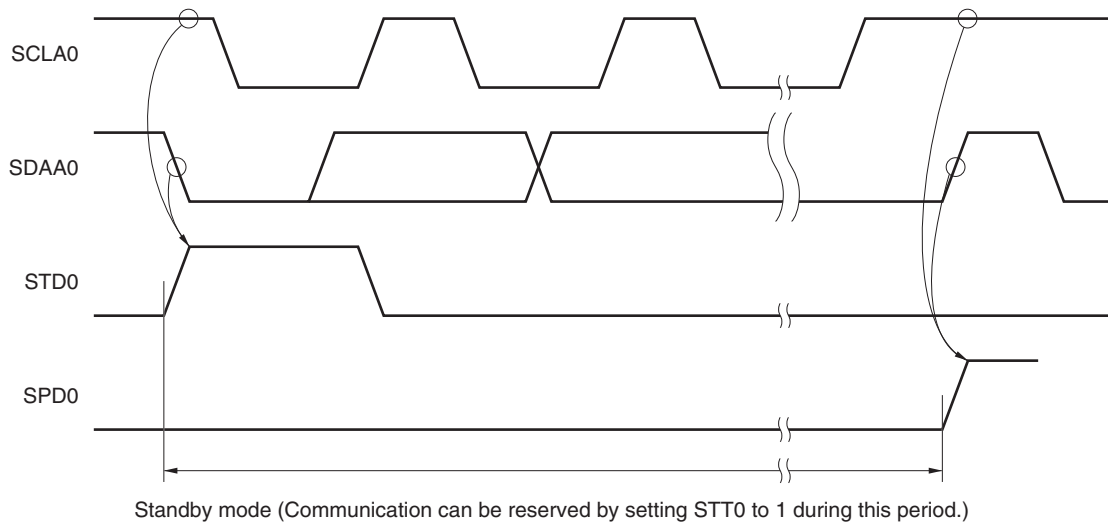 SCLA0
SDAA0
STD0
SPD0
Standby mode (Communication can be reserved by setting STT0 to 1 during this period.)